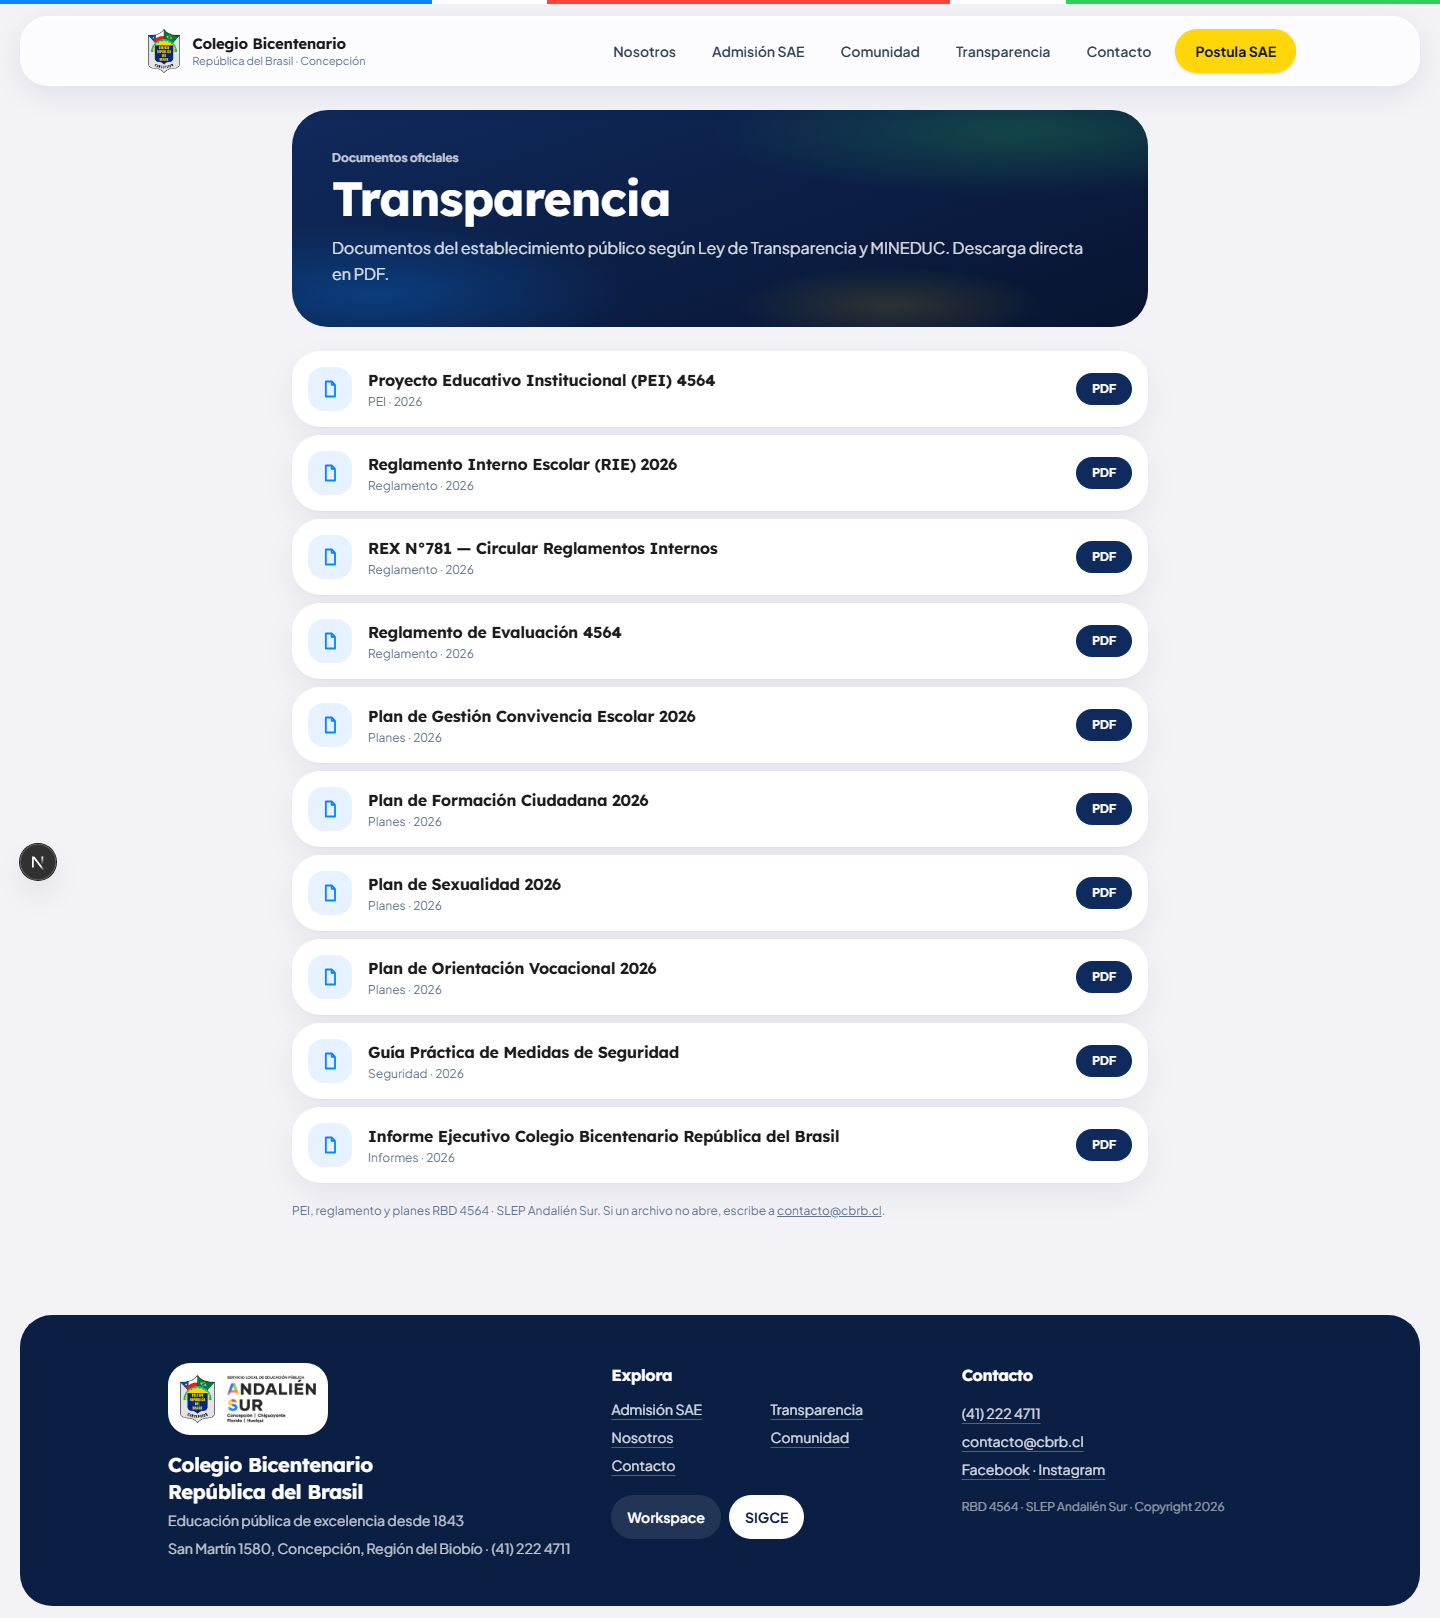 Colegio Bicentenario
República del Brasil · Concepción
Nosotros
Admisión SAE
Comunidad
Transparencia
Contacto
Postula SAE
Documentos oficiales
Transparencia
Documentos del establecimiento público según Ley de Transparencia y MINEDUC. Descarga directa
en PDF.
Proyecto Educativo Institucional (PEI) 4564
PEI · 2026
PDF
Reglamento Interno Escolar (RIE) 2026
Reglamento · 2026
PDF
REX N°781 — Circular Reglamentos Internos
Reglamento · 2026
PDF
Reglamento de Evaluación 4564
Reglamento · 2026
PDF
Plan de Gestión Convivencia Escolar 2026
Planes · 2026
PDF
Plan de Formación Ciudadana 2026
Planes · 2026
PDF
Plan de Sexualidad 2026
Planes · 2026
PDF
Plan de Orientación Vocacional 2026
Planes · 2026
PDF
Guía Práctica de Medidas de Seguridad
Seguridad · 2026
PDF
Informe Ejecutivo Colegio Bicentenario República del Brasil
Informes · 2026
PDF
PEI, reglamento y planes RBD 4564 · SLEP Andalién Sur. Si un archivo no abre, escribe a contacto@cbrb.cl.
N
SERVICIO LOCAL DE EDUCACIÓN PÚBLICA
ANDALIÉN
SUR
Concepción | Chiguayante
Florida | Hualqui
Colegio Bicentenario
República del Brasil
Educación pública de excelencia desde 1843
San Martín 1580, Concepción, Región del Biobío · (41) 222 4711
Explora
Admisión SAE
Transparencia
Nosotros
Comunidad
Contacto
Workspace
SIGCE
Contacto
(41) 222 4711
contacto@cbrb.cl
Facebook · Instagram
RBD 4564 · SLEP Andalién Sur · Copyright 2026